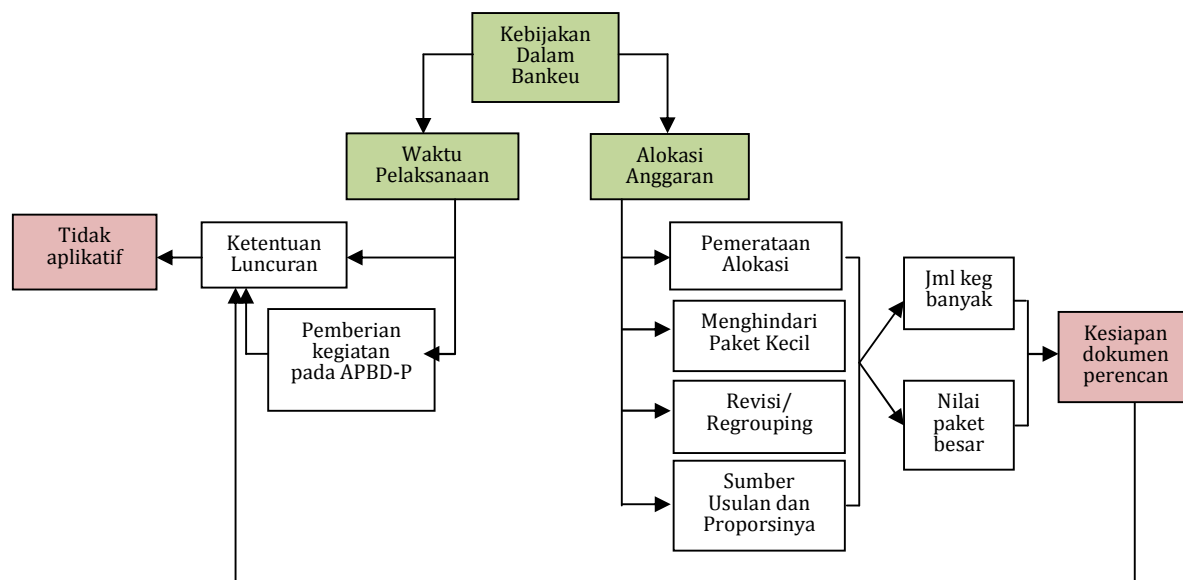 Kebijakan
Dalam
Bankeu
Waktu
Pelaksanaan
Alokasi
Anggaran
Tidak
aplikatif
Ketentuan
Luncuran
Pemberian
kegiatan
pada APBD-P
Pemerataan
Alokasi
Menghindari
Paket Kecil
Revisi/
Regrouping
Sumber
Usulan dan
Proporsinya
Jml keg
banyak
Nilai
paket
besar
Kesiapan
dokumen
perencan